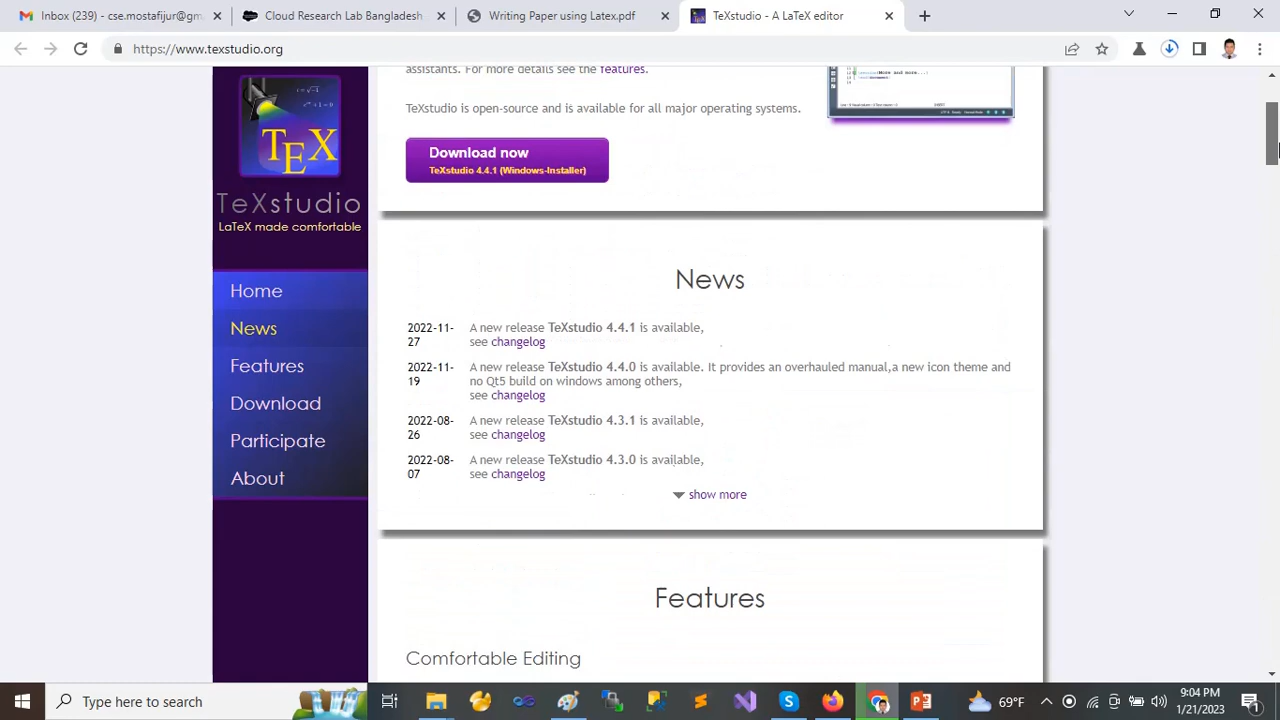 Inbox (239) - es.mostafijur@gm
Cloud Research Lab Bangladesh
Writing Paper using Latex.pdf
TeXstudio - A LaTeX editor
https://www.texstudio.org
assistants. For more details see the features.
TeXstudio is open-source and is available for all major operating systems.
Download now
TeXstudio 4.4.1 (Windows-Installer)
TEX
TeXstudio
LaTeX made comfortable
Home
News
Features
Download
Participate
About
News
2022-11-27 A new release TeXstudio 4.4.1 is available,
see changelog
2022-11-19 A new release TeXstudio 4.4.0 is available. It provides an overhauled manual,a new icon theme and
no Qt5 build on windows among others,
see changelog
2022-08-26 A new release TeXstudio 4.3.1 is available,
see changelog
2022-08-07 A new release TeXstudio 4.3.0 is available,
see changelog
show more
Features
Comfortable Editing
Type here to search
69°F
9:04 PM
1/21/2023
1